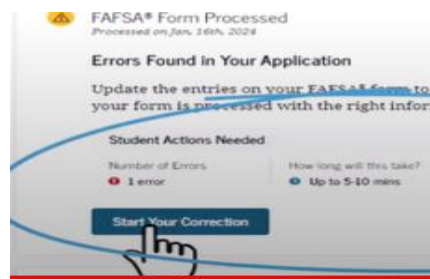 FAFSA® Form Processed
Processed on Jan. 16th, 2024
Errors Found in Your Application
Update the entries on your FAFSA® form to
your form is processed with the right infor
Student Actions Needed
Number of Errors
How long will this take?
1 error
Up to 5-10 mins
Start Your Correction